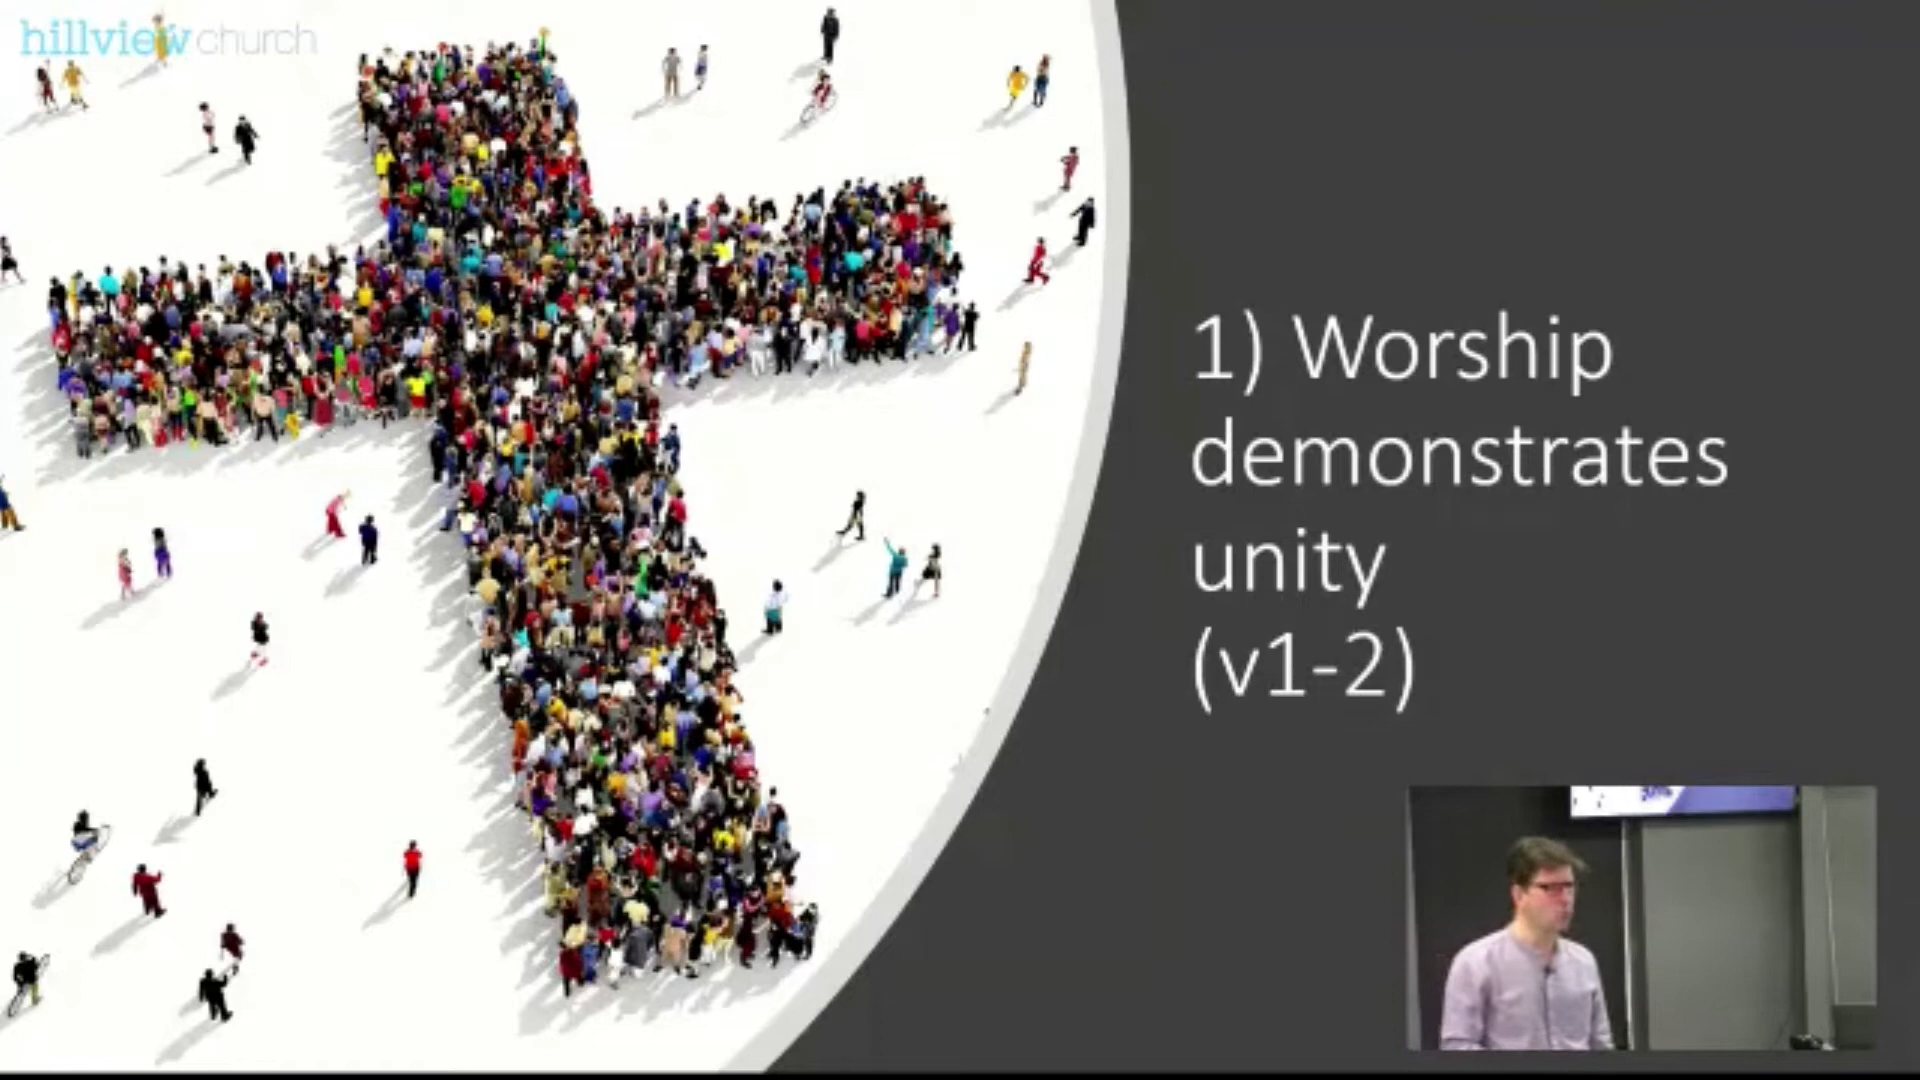 hillview church
1) Worship
demonstrates
unity
(v1-2)